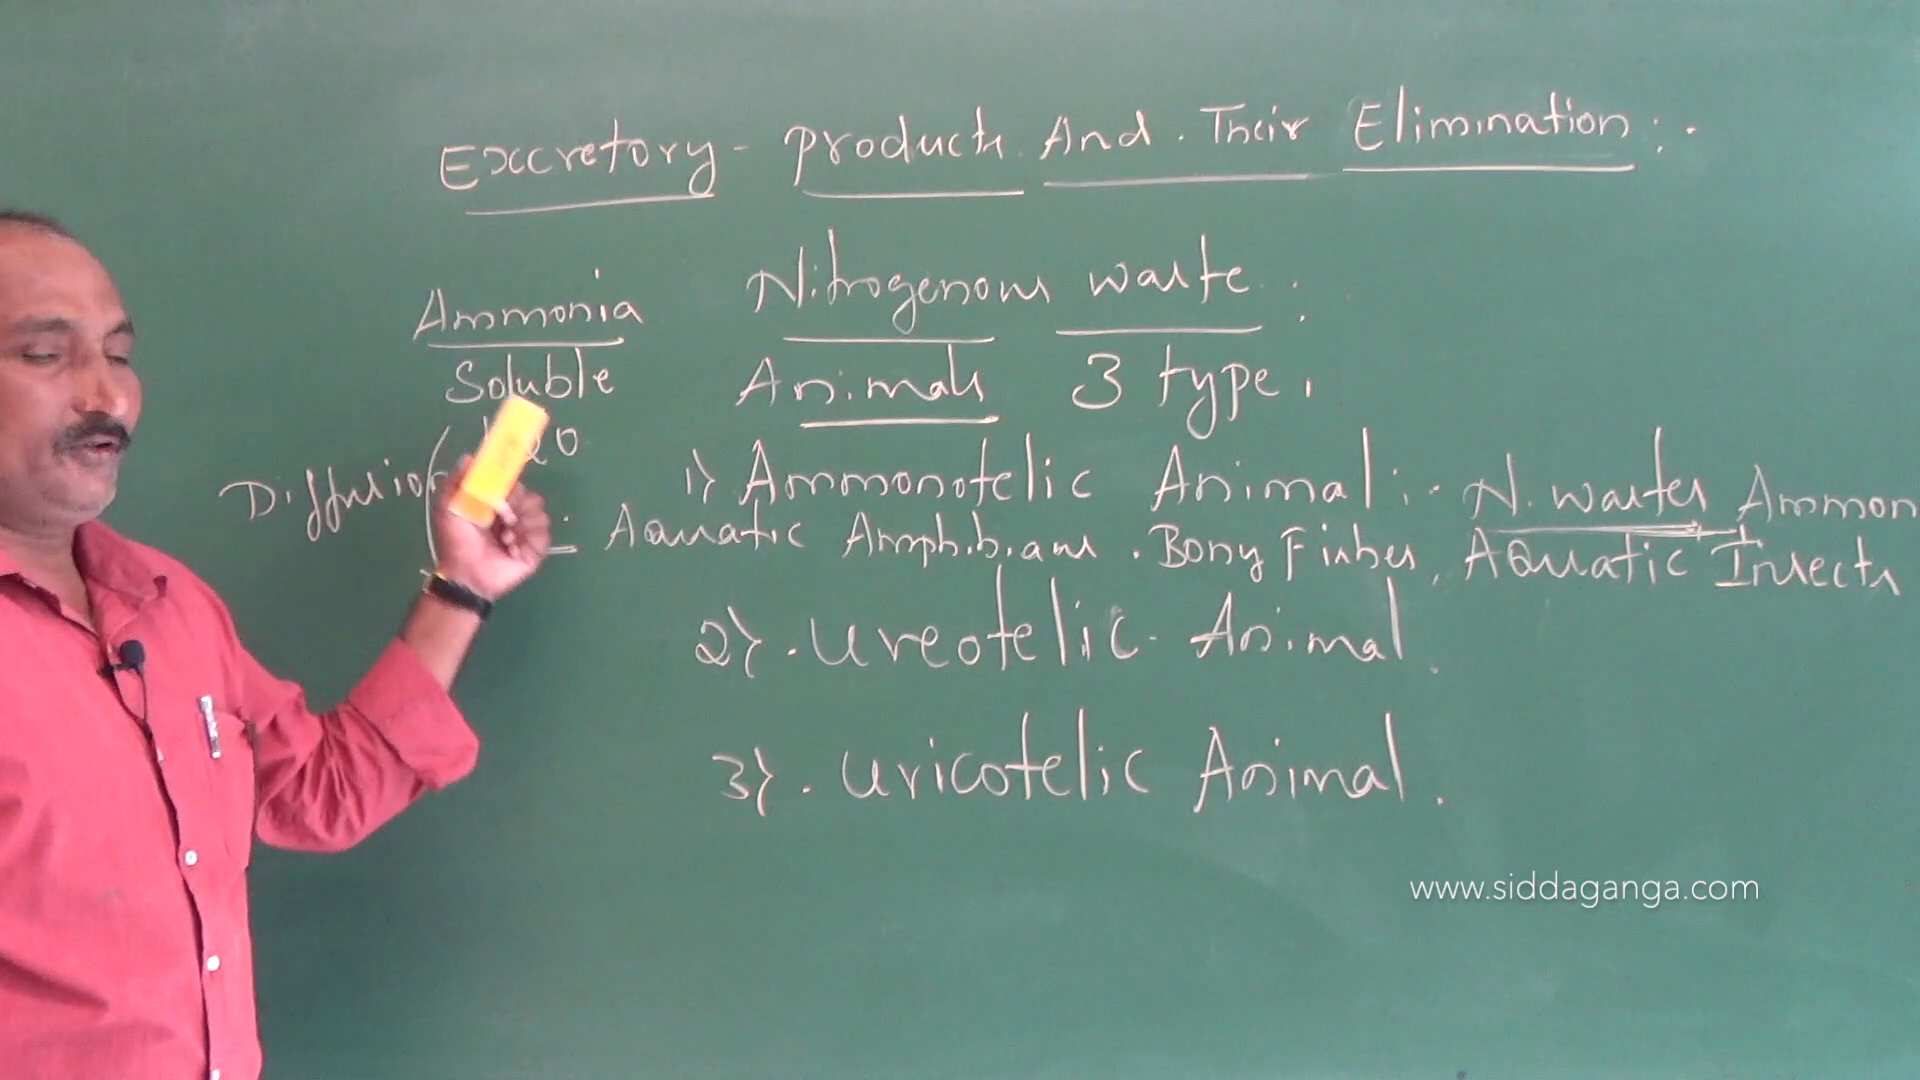 Excretory - products And Their Elimination :-
Ammonia
Soluble
Diffusion
Nitrogenous waste :
Animals 3 type.
1) Ammonotelic Animal :- N. wastes Ammon
:- Aquatic Amphibians. Bony Fishes, Aquatic Insects
2). Ureotelic Animal.
3). Uricotelic Animal.
www.siddaganga.com